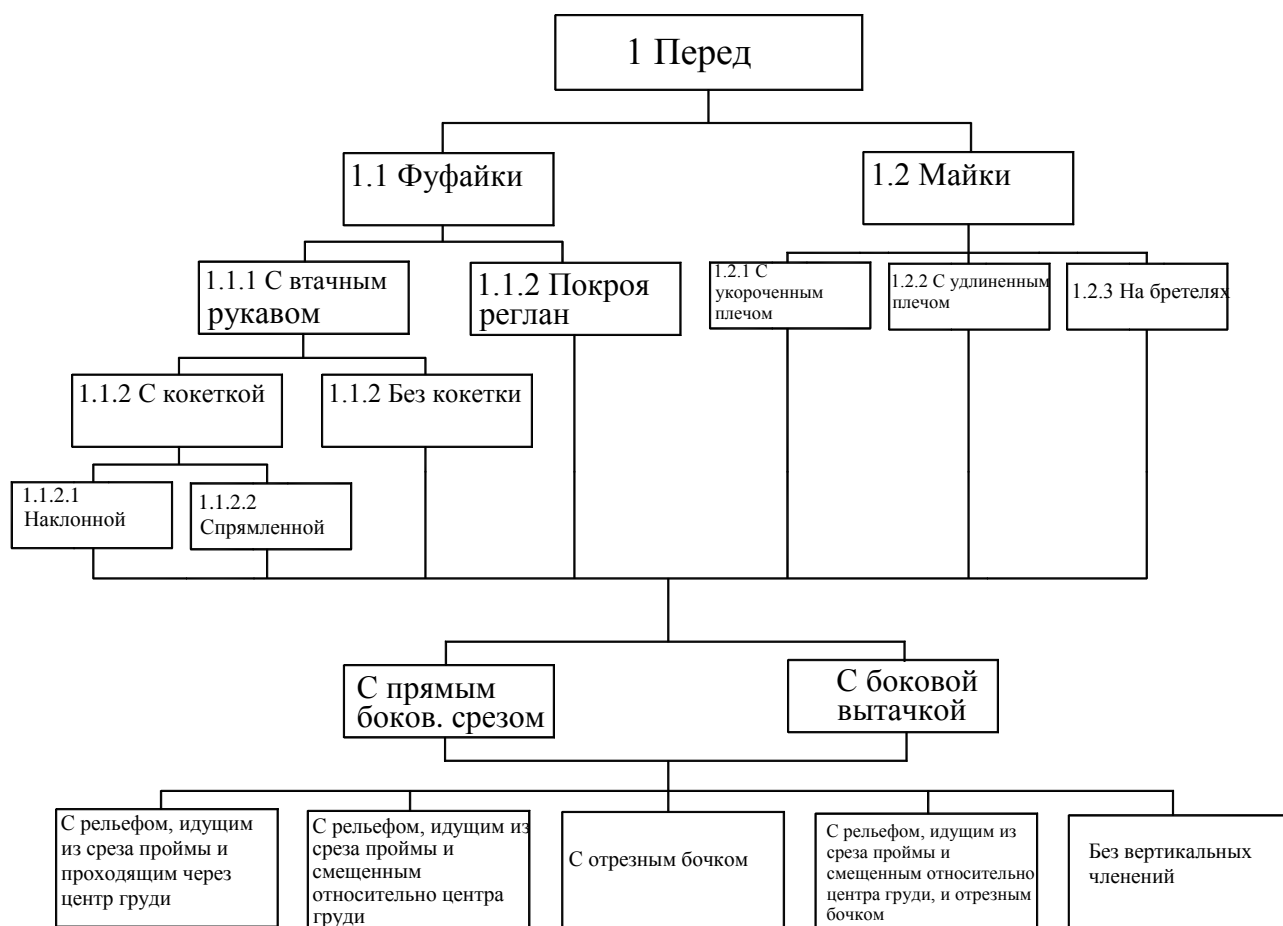 1 Перед
1.1 Фуфайки
1.2 Майки
1.1.1 С втачным
рукавом
1.1.2 Покроя
реглан
1.2.1 С
укороченным
плечом
1.2.2 С удлиненным
плечом
1.2.3 На бретелях
1.1.2 С кокеткой
1.1.2 Без кокетки
1.1.2.1
Наклонной
1.1.2.2
Спрямленной
С прямым
боков. срезом
С боковой
вытачкой
С рельефом, идущим
из среза проймы и
проходящим через
центр груди
С рельефом, идущим из
среза проймы и
смещенным
относительно центра
груди
С отрезным бочком
С рельефом, идущим из
среза проймы и
смещенным относительно
центра груди, и отрезным
бочком
Без вертикальных
членений